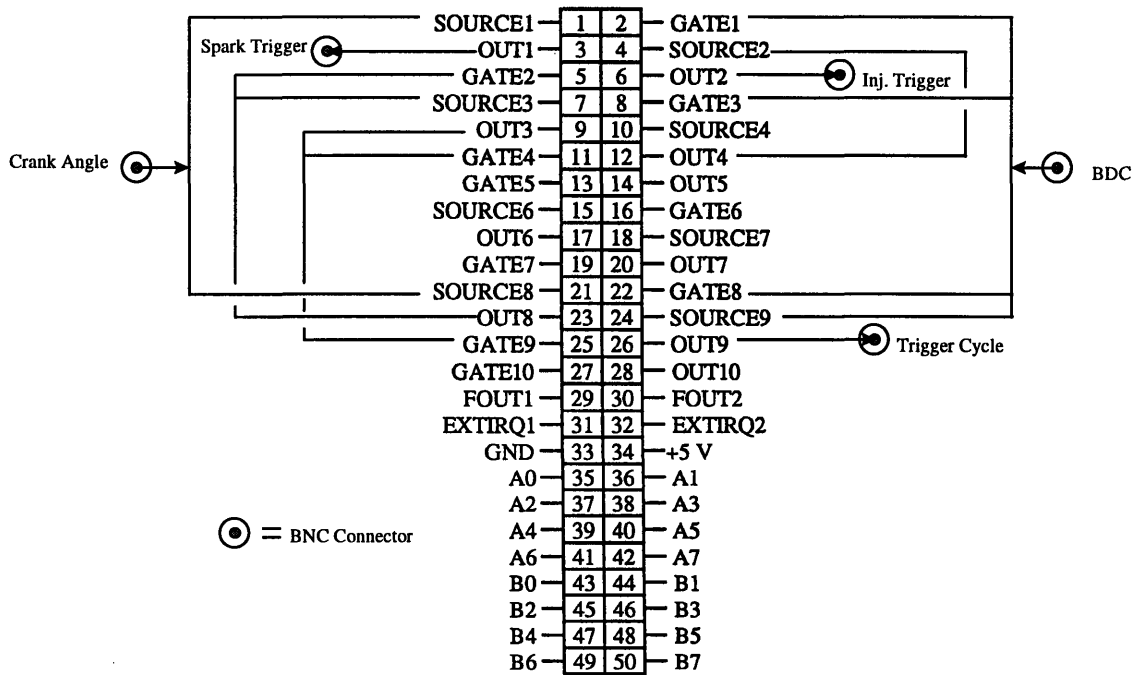 SOURCE1 1 2 GATE1
Spark Trigger OUT1 3 4 SOURCE2
GATE2 5 6 OUT2 Inj. Trigger
SOURCE3 7 8 GATE3
OUT3 9 10 SOURCE4
Crank Angle GATE4 11 12 OUT4 BDC
GATE5 13 14 OUT5
SOURCE6 15 16 GATE6
OUT6 17 18 SOURCE7
GATE7 19 20 OUT7
SOURCE8 21 22 GATE8
OUT8 23 24 SOURCE9
GATE9 25 26 OUT9 Trigger Cycle
GATE10 27 28 OUT10
FOUT1 29 30 FOUT2
EXTIRQ1 31 32 EXTIRQ2
GND 33 34 +5 V
A0 35 36 A1
A2 37 38 A3
= BNC Connector A4 39 40 A5
A6 41 42 A7
B0 43 44 B1
B2 45 46 B3
B4 47 48 B5
B6 49 50 B7